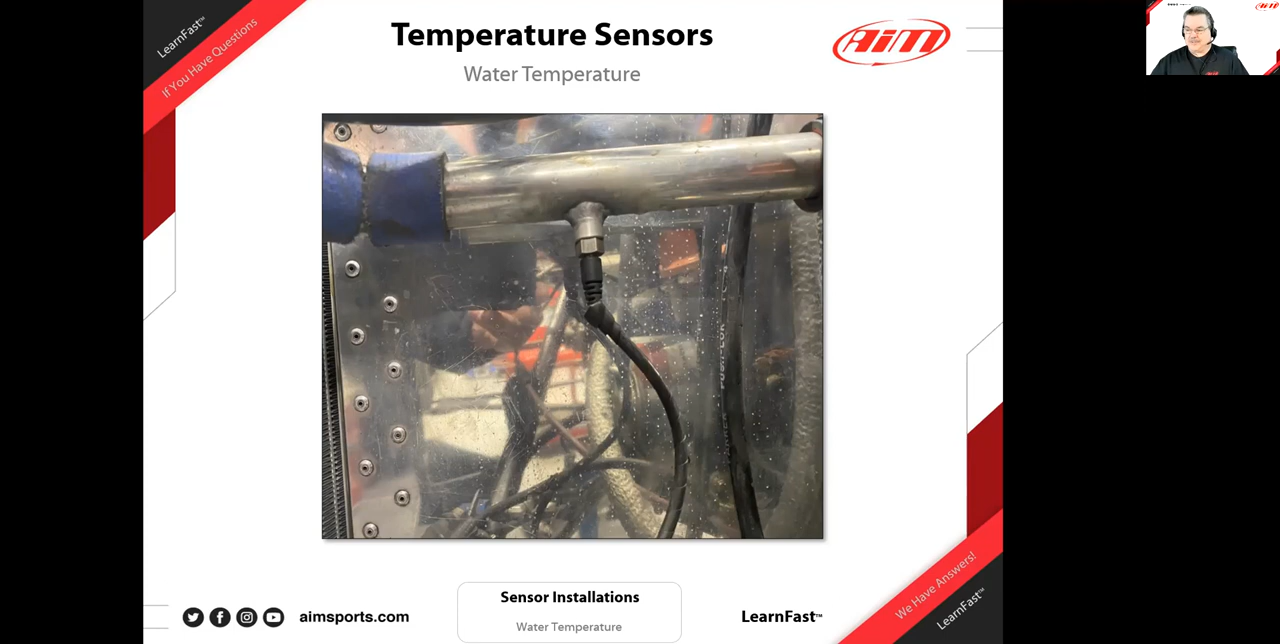 LearnFast™
If You Have Questions
Temperature Sensors
Water Temperature
AiM
Sensor Installations
Water Temperature
aimsports.com
LearnFast™
We Have Answers!
LearnFast™